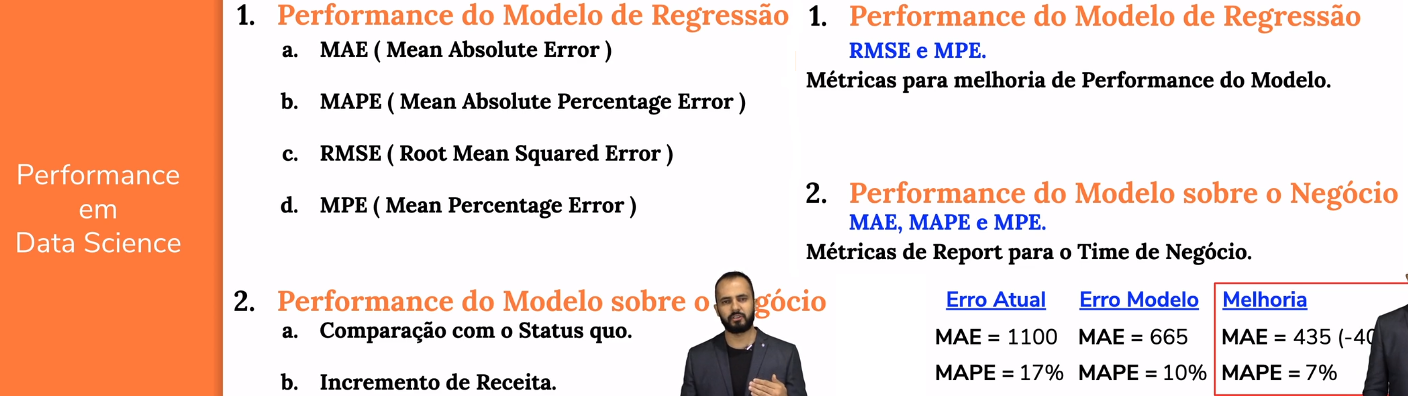 Performance
em
Data Science
1. Performance do Modelo de Regressão
a. MAE ( Mean Absolute Error )
b. MAPE ( Mean Absolute Percentage Error )
c. RMSE ( Root Mean Squared Error )
d. MPE ( Mean Percentage Error )
2. Performance do Modelo sobre o gócio
a. Comparação com o Status quo.
b. Incremento de Receita.
1. Performance do Modelo de Regressão
RMSE e MPE.
Métricas para melhoria de Performance do Modelo.
2. Performance do Modelo sobre o Negócio
MAE, MAPE e MPE.
Métricas de Report para o Time de Negócio.
Erro Atual Erro Modelo Melhoria
MAE = 1100 MAE = 665 MAE = 435 (-40
MAPE = 17% MAPE = 10% MAPE = 7%